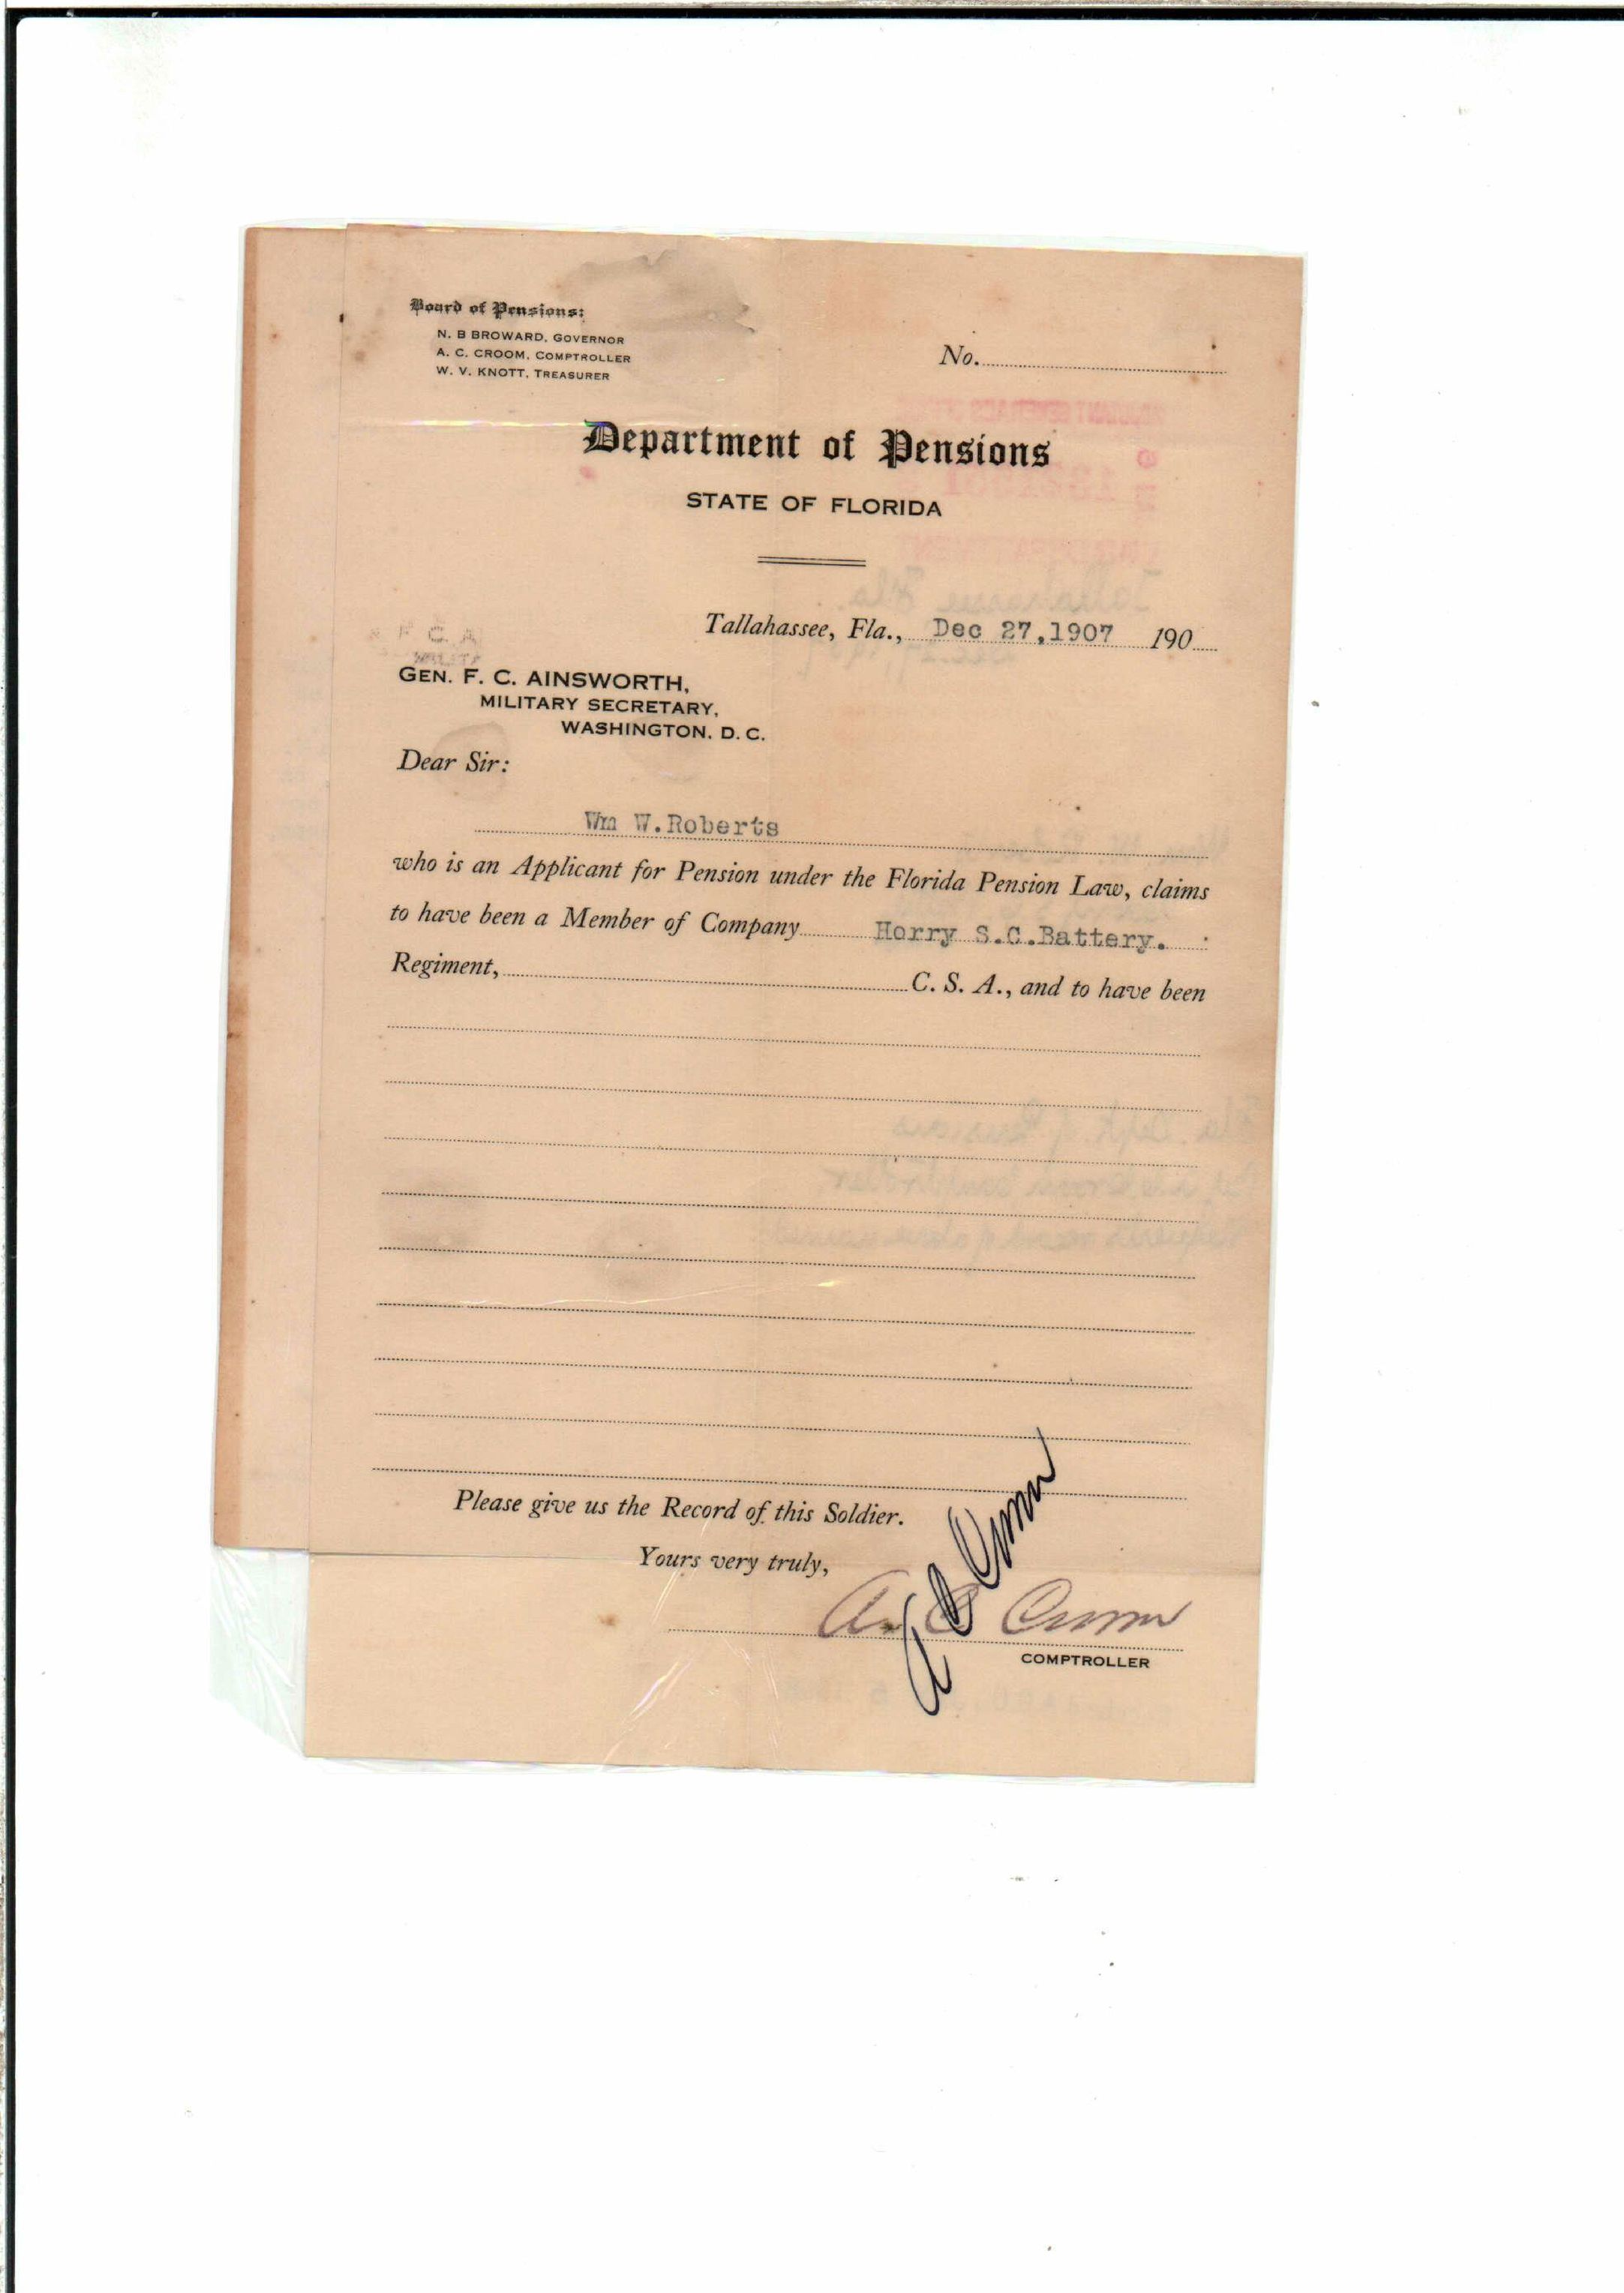 Board of Pensions:
N. B BROWARD, GOVERNOR
A. C. CROOM, COMPTROLLER
W. V. KNOTT, TREASURER
No.
Department of Pensions
STATE OF FLORIDA
Tallahassee, Fla., Dec 27,1907 190
GEN. F. C. AINSWORTH,
MILITARY SECRETARY,
WASHINGTON, D. C.
Dear Sir:
Wm W.Roberts
who is an Applicant for Pension under the Florida Pension Law, claims
to have been a Member of Company Horry S.C.Battery.
Regiment, C. S. A., and to have been
Please give us the Record of this Soldier.
Yours very truly,
A C Croom
A C Croom
COMPTROLLER